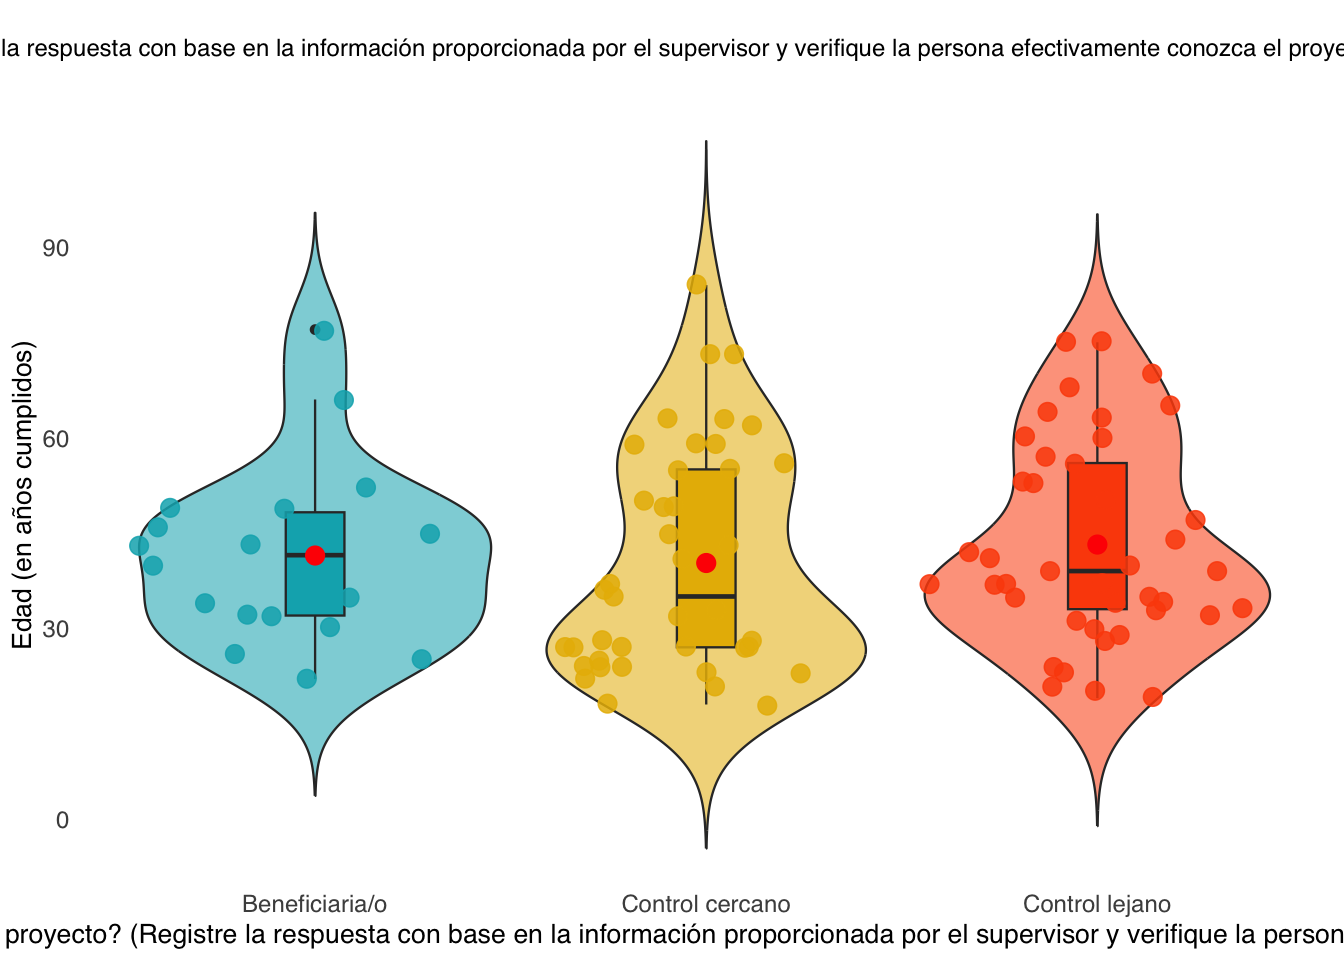 la respuesta con base en la información proporcionada por el supervisor y verifique la persona efectivamente conozca el proye
90
60
30
0
Edad (en años cumplidos)
Beneficiaria/o
Control cercano
Control lejano
proyecto? (Registre la respuesta con base en la información proporcionada por el supervisor y verifique la person